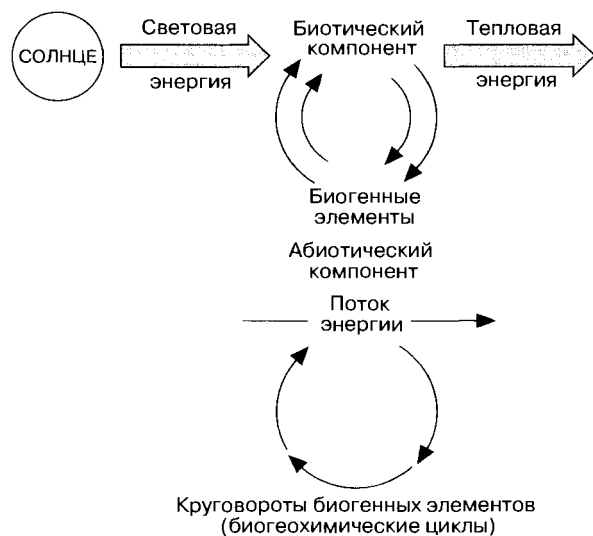 СОЛНЦЕ
Световая
энергия
Биотический
компонент
Тепловая
энергия
Биогенные
элементы
Абиотический
компонент
Поток
энергии
Круговороты биогенных элементов
(биогеохимические циклы)